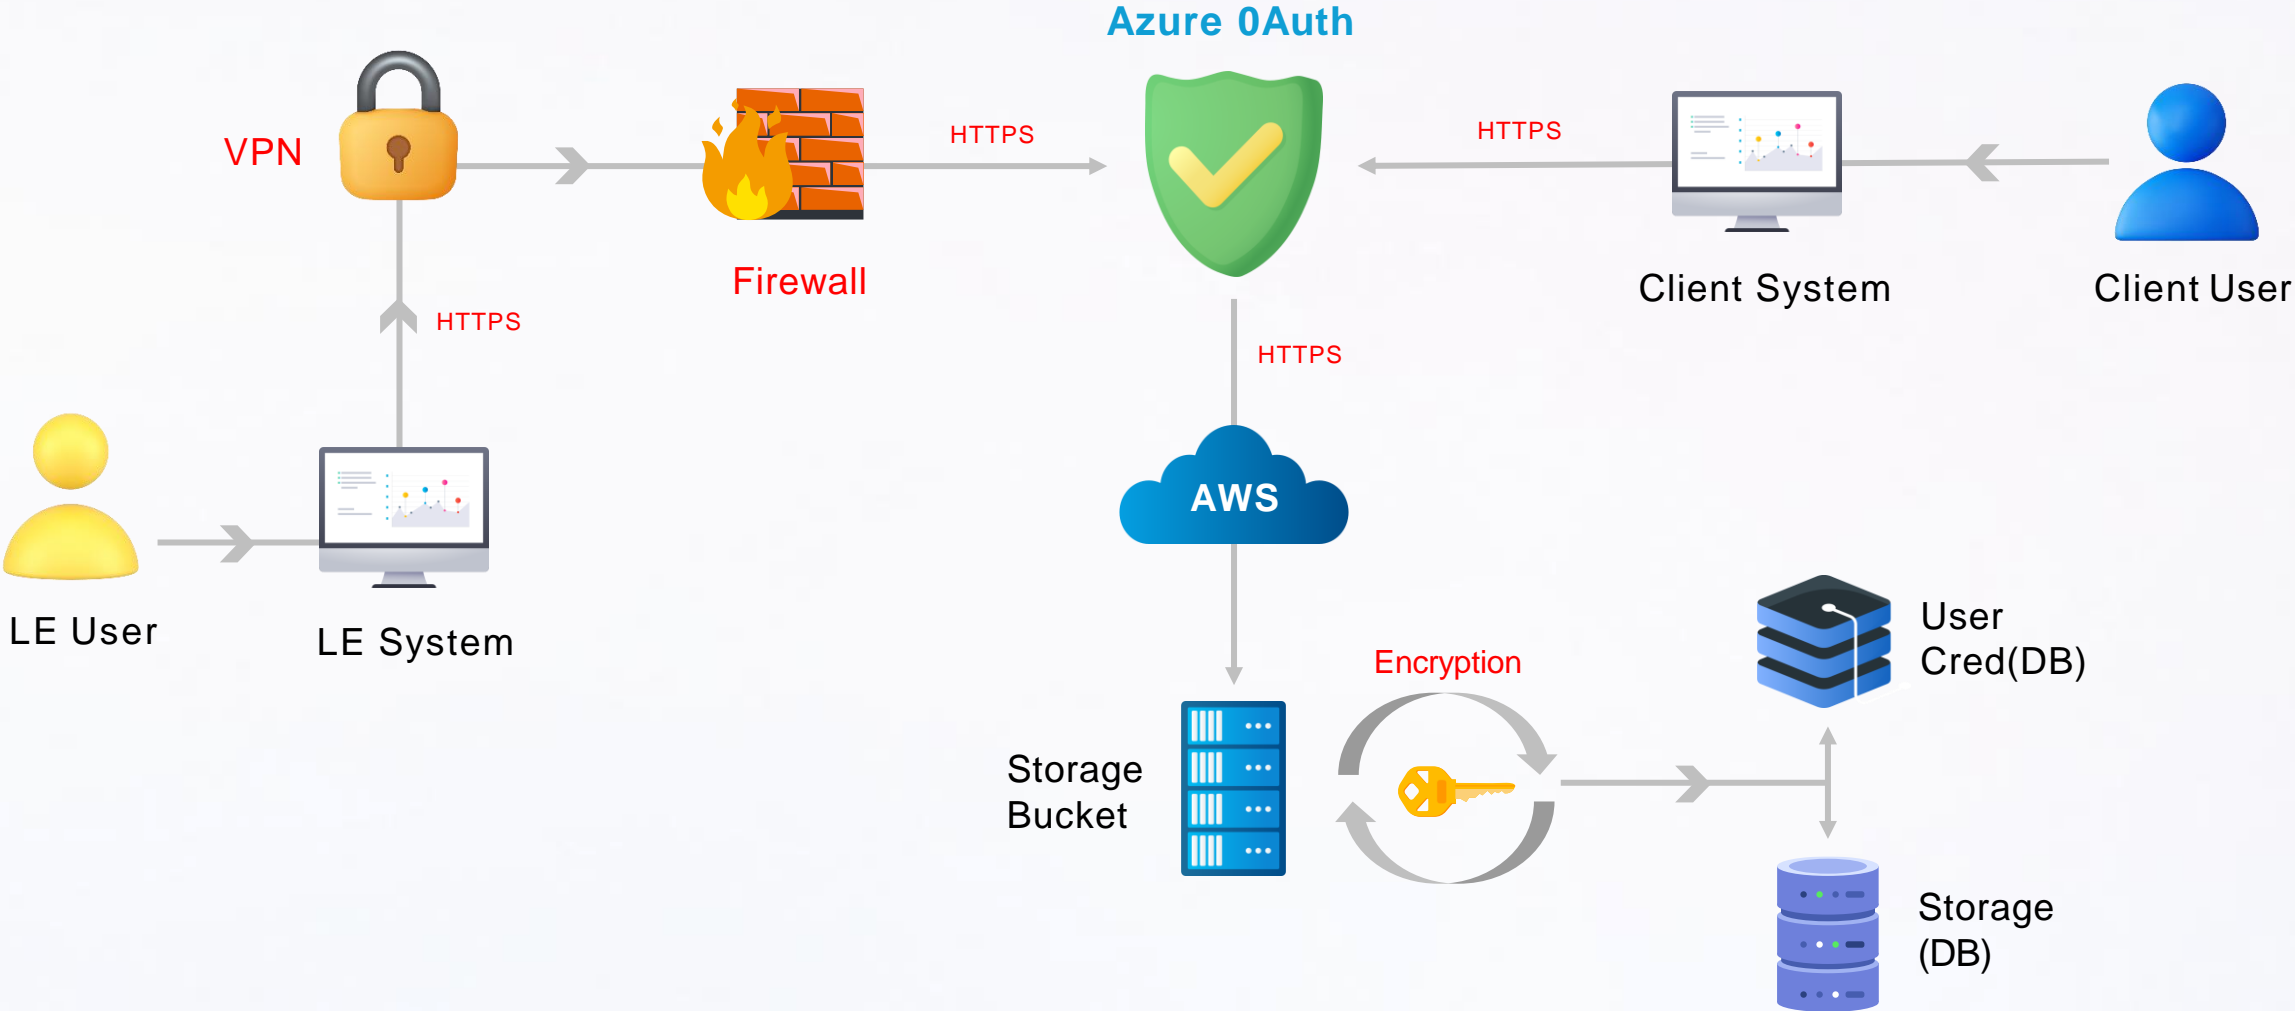 Azure 0Auth
VPN
HTTPS
HTTPS
Firewall
Client System
Client User
HTTPS
HTTPS
AWS
LE User
LE System
User
Cred(DB)
Encryption
Storage
Bucket
Storage
(DB)